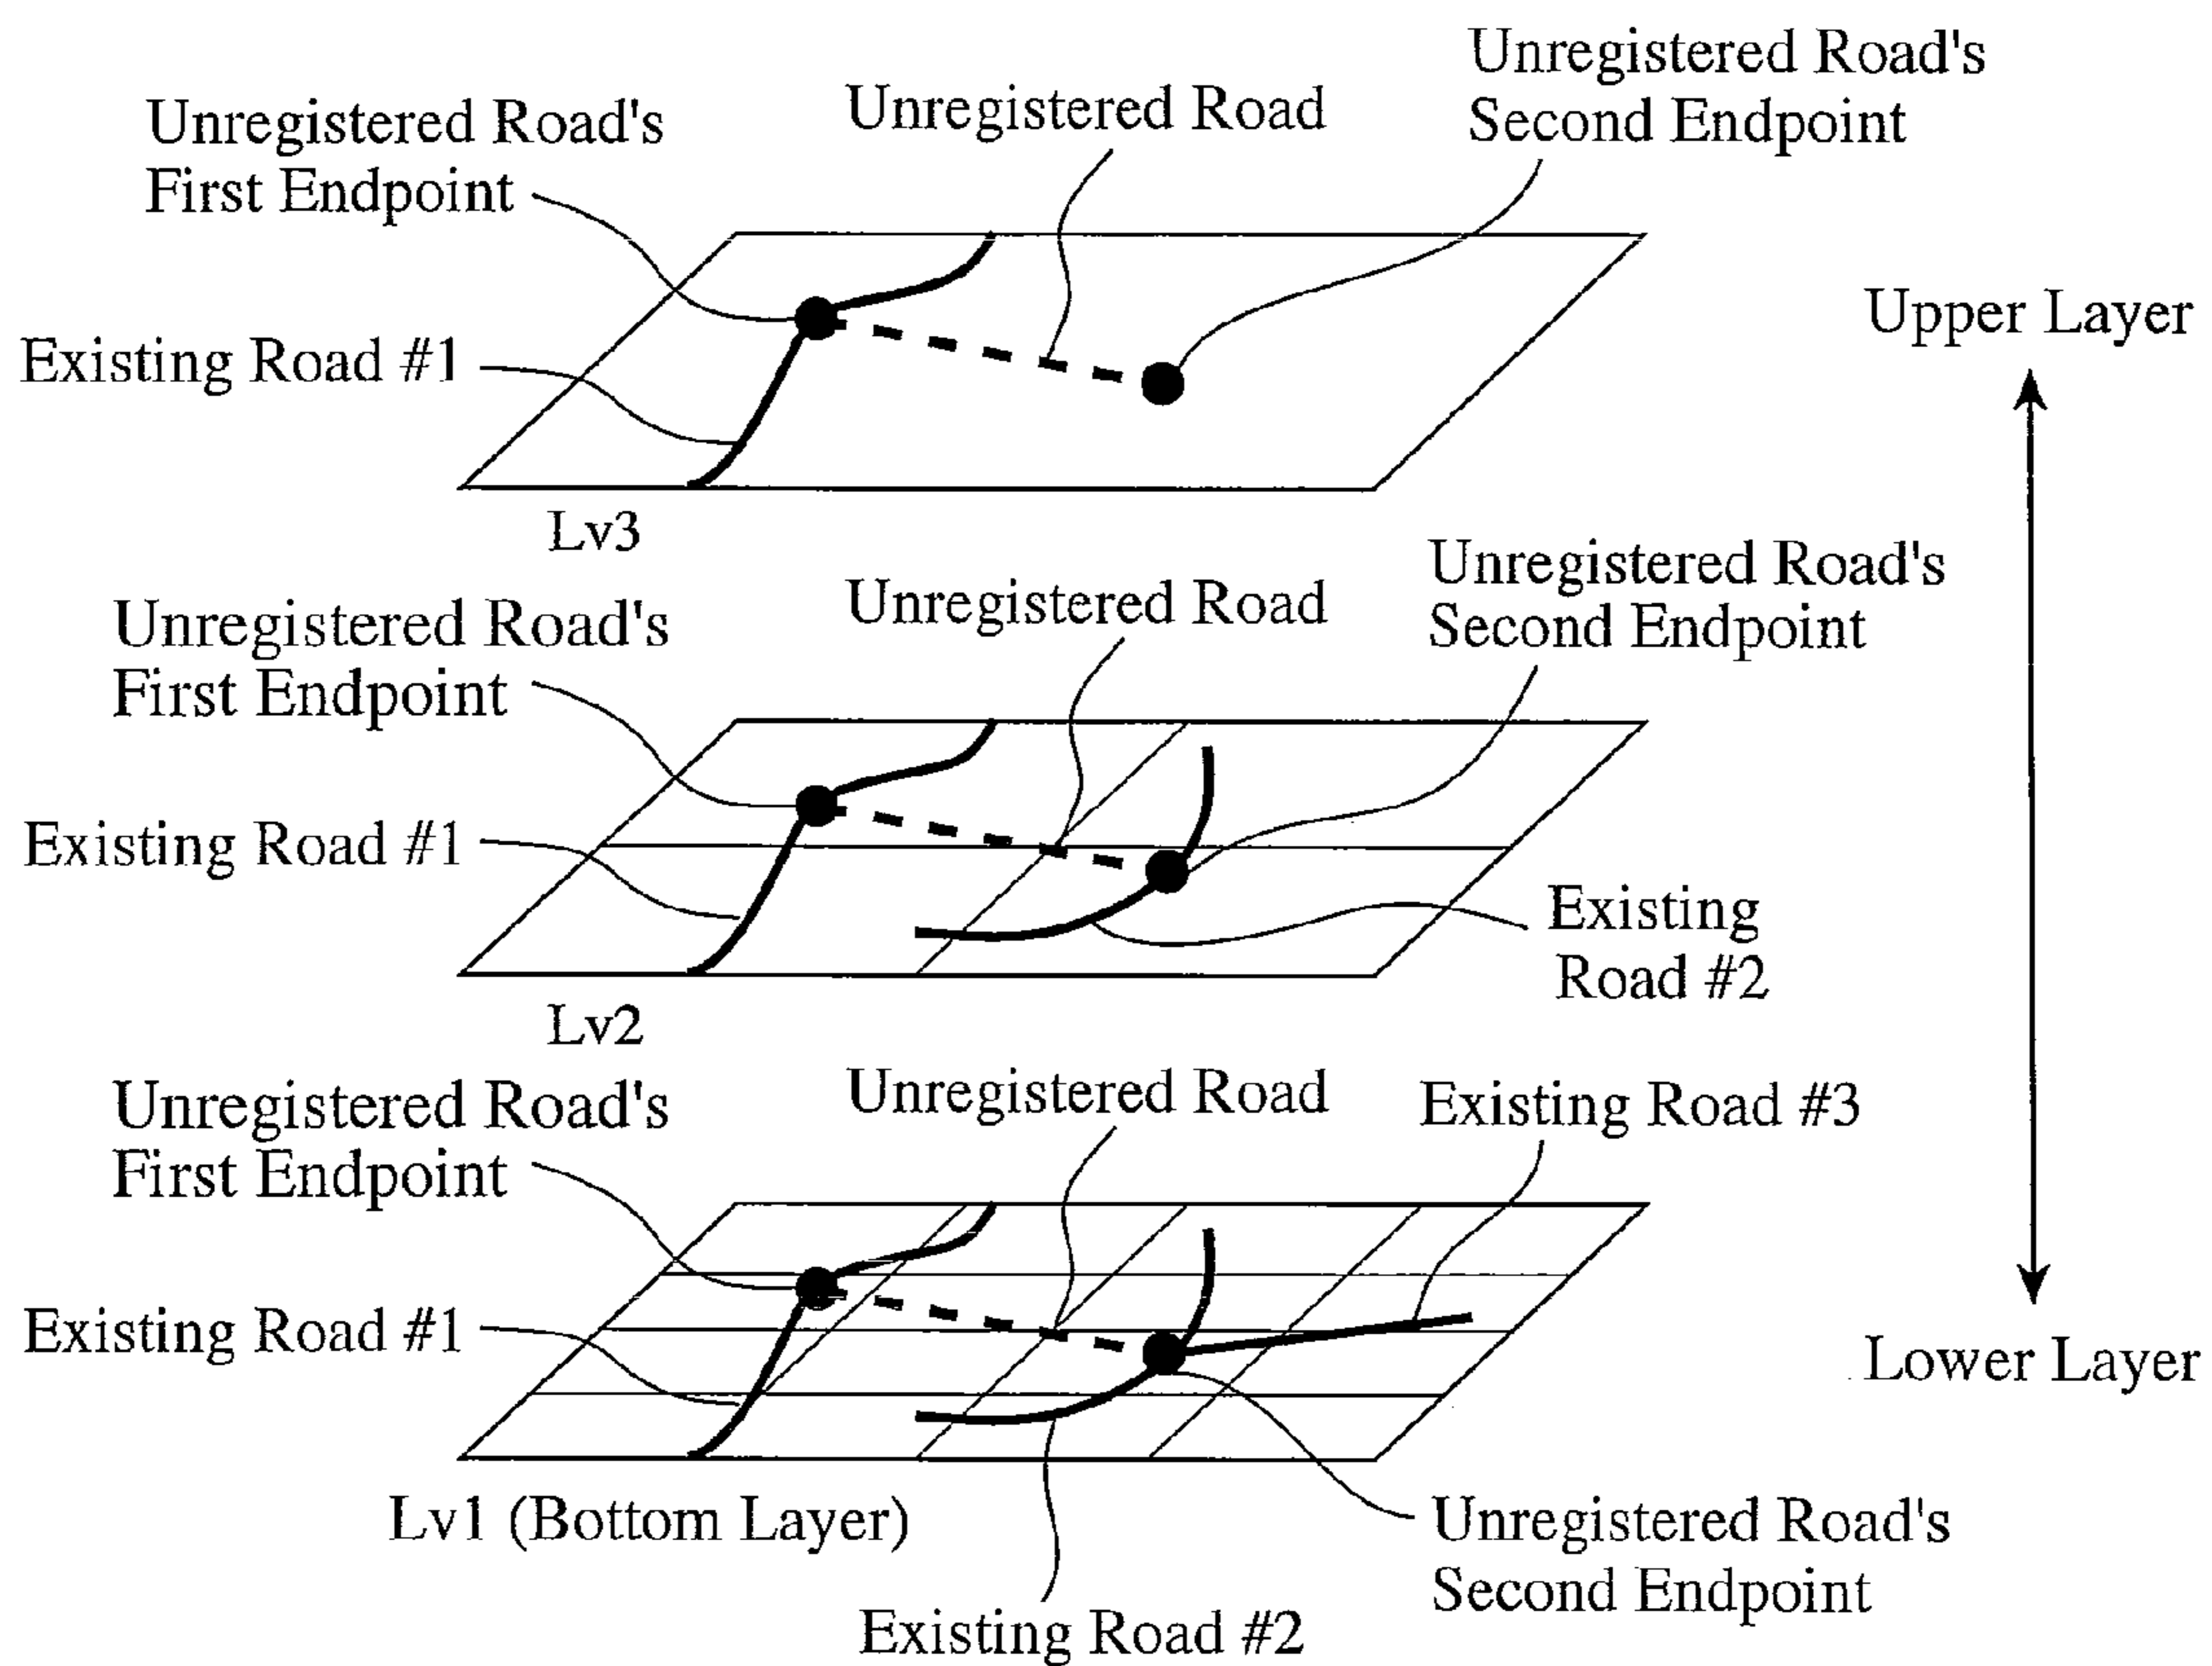 Unregistered Road's
First Endpoint
Unregistered Road
Unregistered Road's
Second Endpoint
Existing Road #1
Upper Layer
Lv3
Unregistered Road's
First Endpoint
Unregistered Road
Unregistered Road's
Second Endpoint
Existing Road #1
Existing
Road #2
Lv2
Unregistered Road's
First Endpoint
Unregistered Road
Existing Road #3
Existing Road #1
Lower Layer
Lv1 (Bottom Layer)
Unregistered Road's
Second Endpoint
Existing Road #2